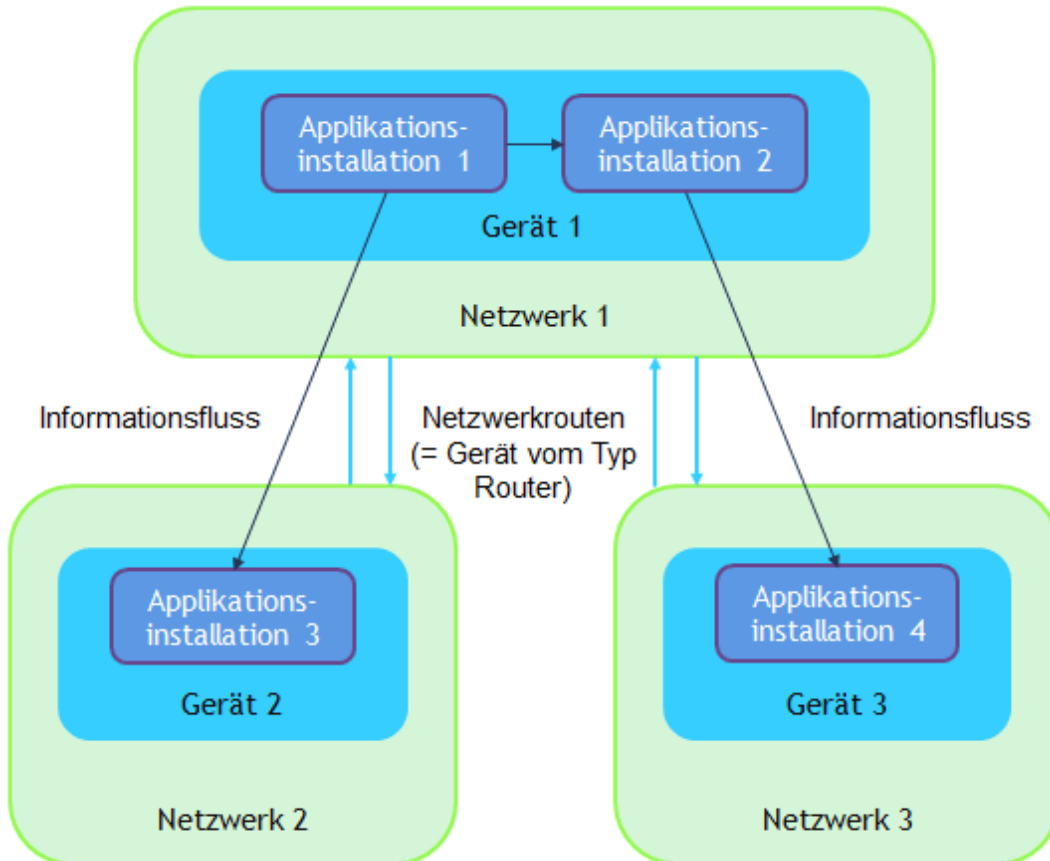 Applikations-
installation 1
Applikations-
installation 2
Gerät 1
Netzwerk 1
Informationsfluss
Netzwerkrouten
(= Gerät vom Typ
Router)
Informationsfluss
Applikations-
installation 3
Gerät 2
Netzwerk 2
Applikations-
installation 4
Gerät 3
Netzwerk 3